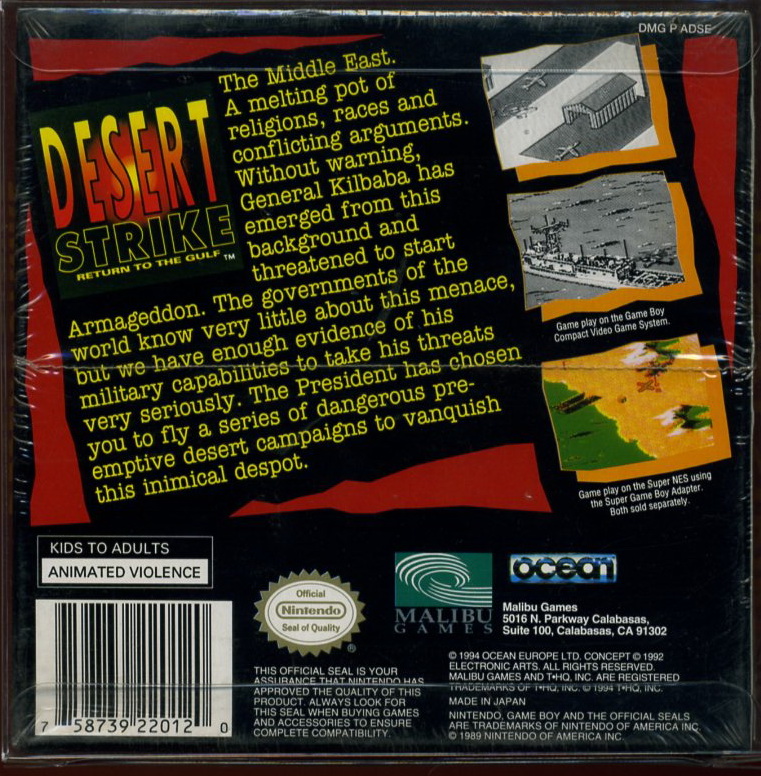 DMG P ADSE
DESERT
STRIKE
RETURN TO THE GULF™
The Middle East.
A melting pot of
religions, races and
conflicting arguments.
Without warning,
General Kilbaba has
emerged from this
background and
threatened to start
Armageddon. The governments of the
world know very little about this menace,
but we have enough evidence of his
military capabilities to take his threats
very seriously. The President has chosen
you to fly a series of dangerous pre-
emptive desert campaigns to vanquish
this inimical despot.
Game play on the Game Boy
Compact Video Game System.
Game play on the Super NES using
the Super Game Boy Adapter.
Both sold separately.
KIDS TO ADULTS
ANIMATED VIOLENCE
7 58739 22012 0
Official
Nintendo
Seal of Quality
®
THIS OFFICIAL SEAL IS YOUR
ASSURANCE THAT NINTENDO HAS
APPROVED THE QUALITY OF THIS
PRODUCT. ALWAYS LOOK FOR
THIS SEAL WHEN BUYING GAMES
AND ACCESSORIES TO ENSURE
COMPLETE COMPATIBILITY.
MALIBU
GAMES
ocean
Malibu Games
5016 N. Parkway Calabasas,
Suite 100, Calabasas, CA 91302
© 1994 OCEAN EUROPE LTD. CONCEPT © 1992
ELECTRONIC ARTS. ALL RIGHTS RESERVED.
MALIBU GAMES AND T•HQ, INC. ARE REGISTERED
TRADEMARKS OF T•HQ, INC. © 1994 T•HQ, INC.
MADE IN JAPAN
NINTENDO, GAME BOY AND THE OFFICIAL SEALS
ARE TRADEMARKS OF NINTENDO OF AMERICA INC.
© 1989 NINTENDO OF AMERICA INC.